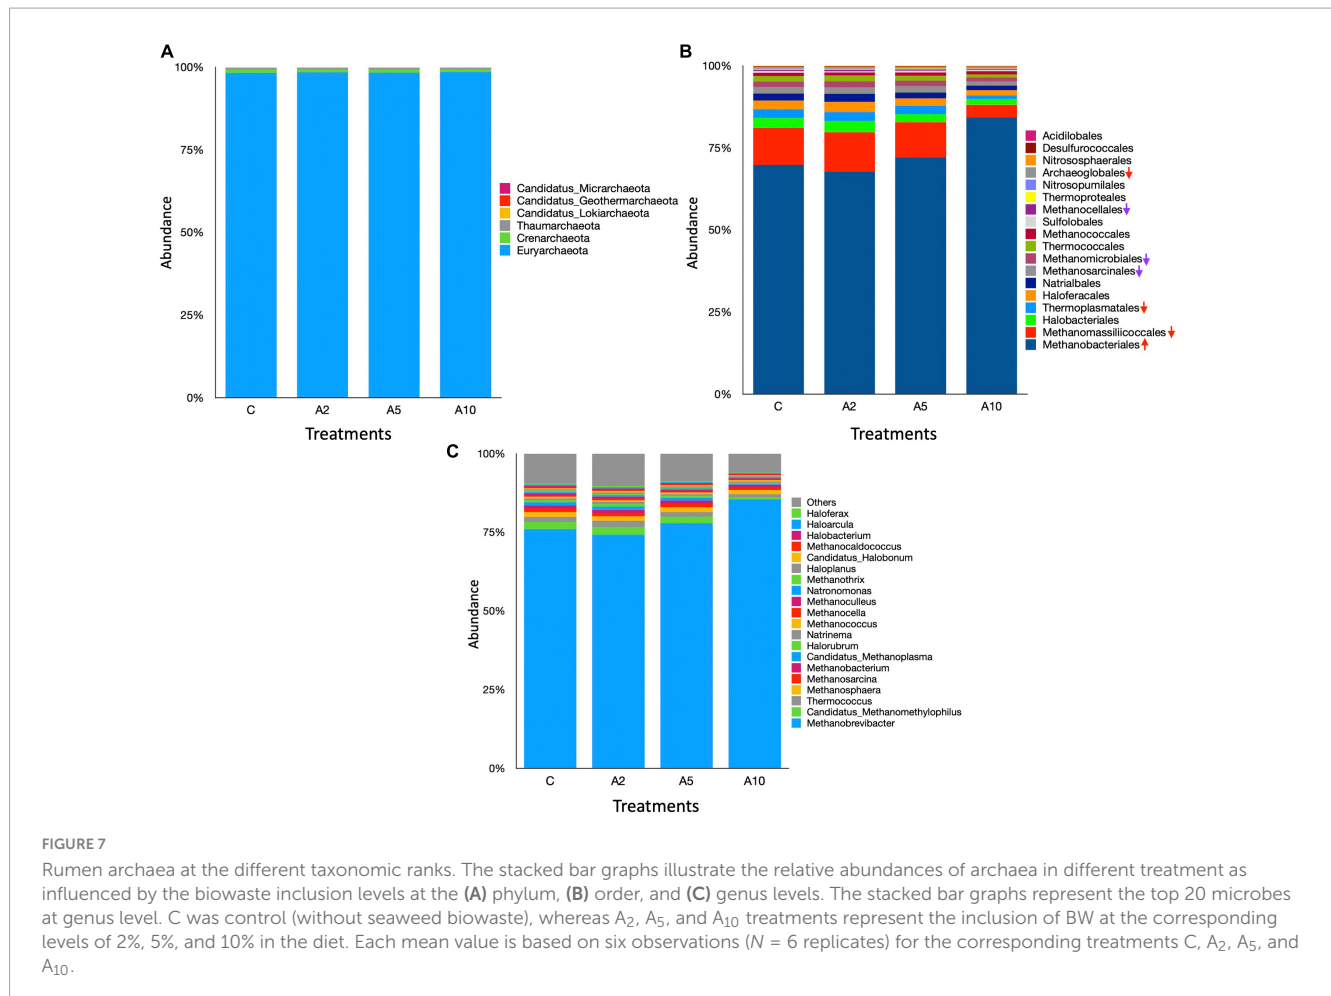 A
100%
75%
50%
25%
0%
Abundance
C
A2
A5
A10
Treatments
Candidatus_Micrarchaeota
Candidatus_Geothermarchaeota
Candidatus_Lokiarchaeota
Thaumarchaeota
Crenarchaeota
Euryarchaeota
B
100%
75%
50%
25%
0%
Abundance
C
A2
A5
A10
Treatments
Acidilobales
Desulfurococcales
Nitrososphaerales
Archaeoglobales
Nitrosopumilales
Thermoproteales
Methanocellales
Sulfolobales
Methanococcales
Thermococcales
Methanomicrobiales
Methanosarcinales
Natrialbales
Haloferacales
Thermoplasmatales
Halobacteriales
Methanomassiliicoccales
Methanobacteriales
C
100%
75%
50%
25%
0%
Abundance
C
A2
A5
A10
Treatments
Others
Haloferax
Haloarcula
Halobacterium
Methanocaldococcus
Candidatus_Halobonum
Haloplanus
Methanothrix
Natronomonas
Methanoculleus
Methanocella
Methanococcus
Natrinema
Halorubrum
Candidatus_Methanoplasma
Methanobacterium
Methanosarcina
Methanosphaera
Thermococcus
Candidatus_Methanomethylophilus
Methanobrevibacter
FIGURE 7
Rumen archaea at the different taxonomic ranks. The stacked bar graphs illustrate the relative abundances of archaea in different treatment as
influenced by the biowaste inclusion levels at the (A) phylum, (B) order, and (C) genus levels. The stacked bar graphs represent the top 20 microbes
at genus level. C was control (without seaweed biowaste), whereas A2, A5, and A10 treatments represent the inclusion of BW at the corresponding
levels of 2%, 5%, and 10% in the diet. Each mean value is based on six observations (N = 6 replicates) for the corresponding treatments C, A2, A5, and
A10.